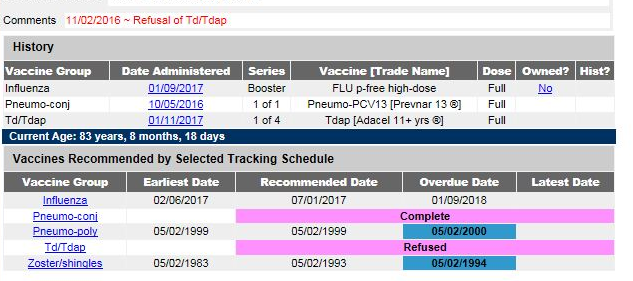 Comments 11/02/2016 ~ Refusal of Td/Tdap
History
Vaccine Group Date Administered Series Vaccine [Trade Name] Dose Owned? Hist?
Influenza 01/09/2017 Booster FLU p-free high-dose Full No
Pneumo-conj 10/05/2016 1 of 1 Pneumo-PCV13 [Prevnar 13 ®] Full
Td/Tdap 01/11/2017 1 of 4 Tdap [Adacel 11+ yrs ®] Full
Current Age: 83 years, 8 months, 18 days
Vaccines Recommended by Selected Tracking Schedule
Vaccine Group Earliest Date Recommended Date Overdue Date Latest Date
Influenza 02/06/2017 07/01/2017 01/09/2018
Pneumo-conj Complete
Pneumo-poly 05/02/1999 05/02/1999 05/02/2000
Td/Tdap Refused
Zoster/shingles 05/02/1983 05/02/1993 05/02/1994